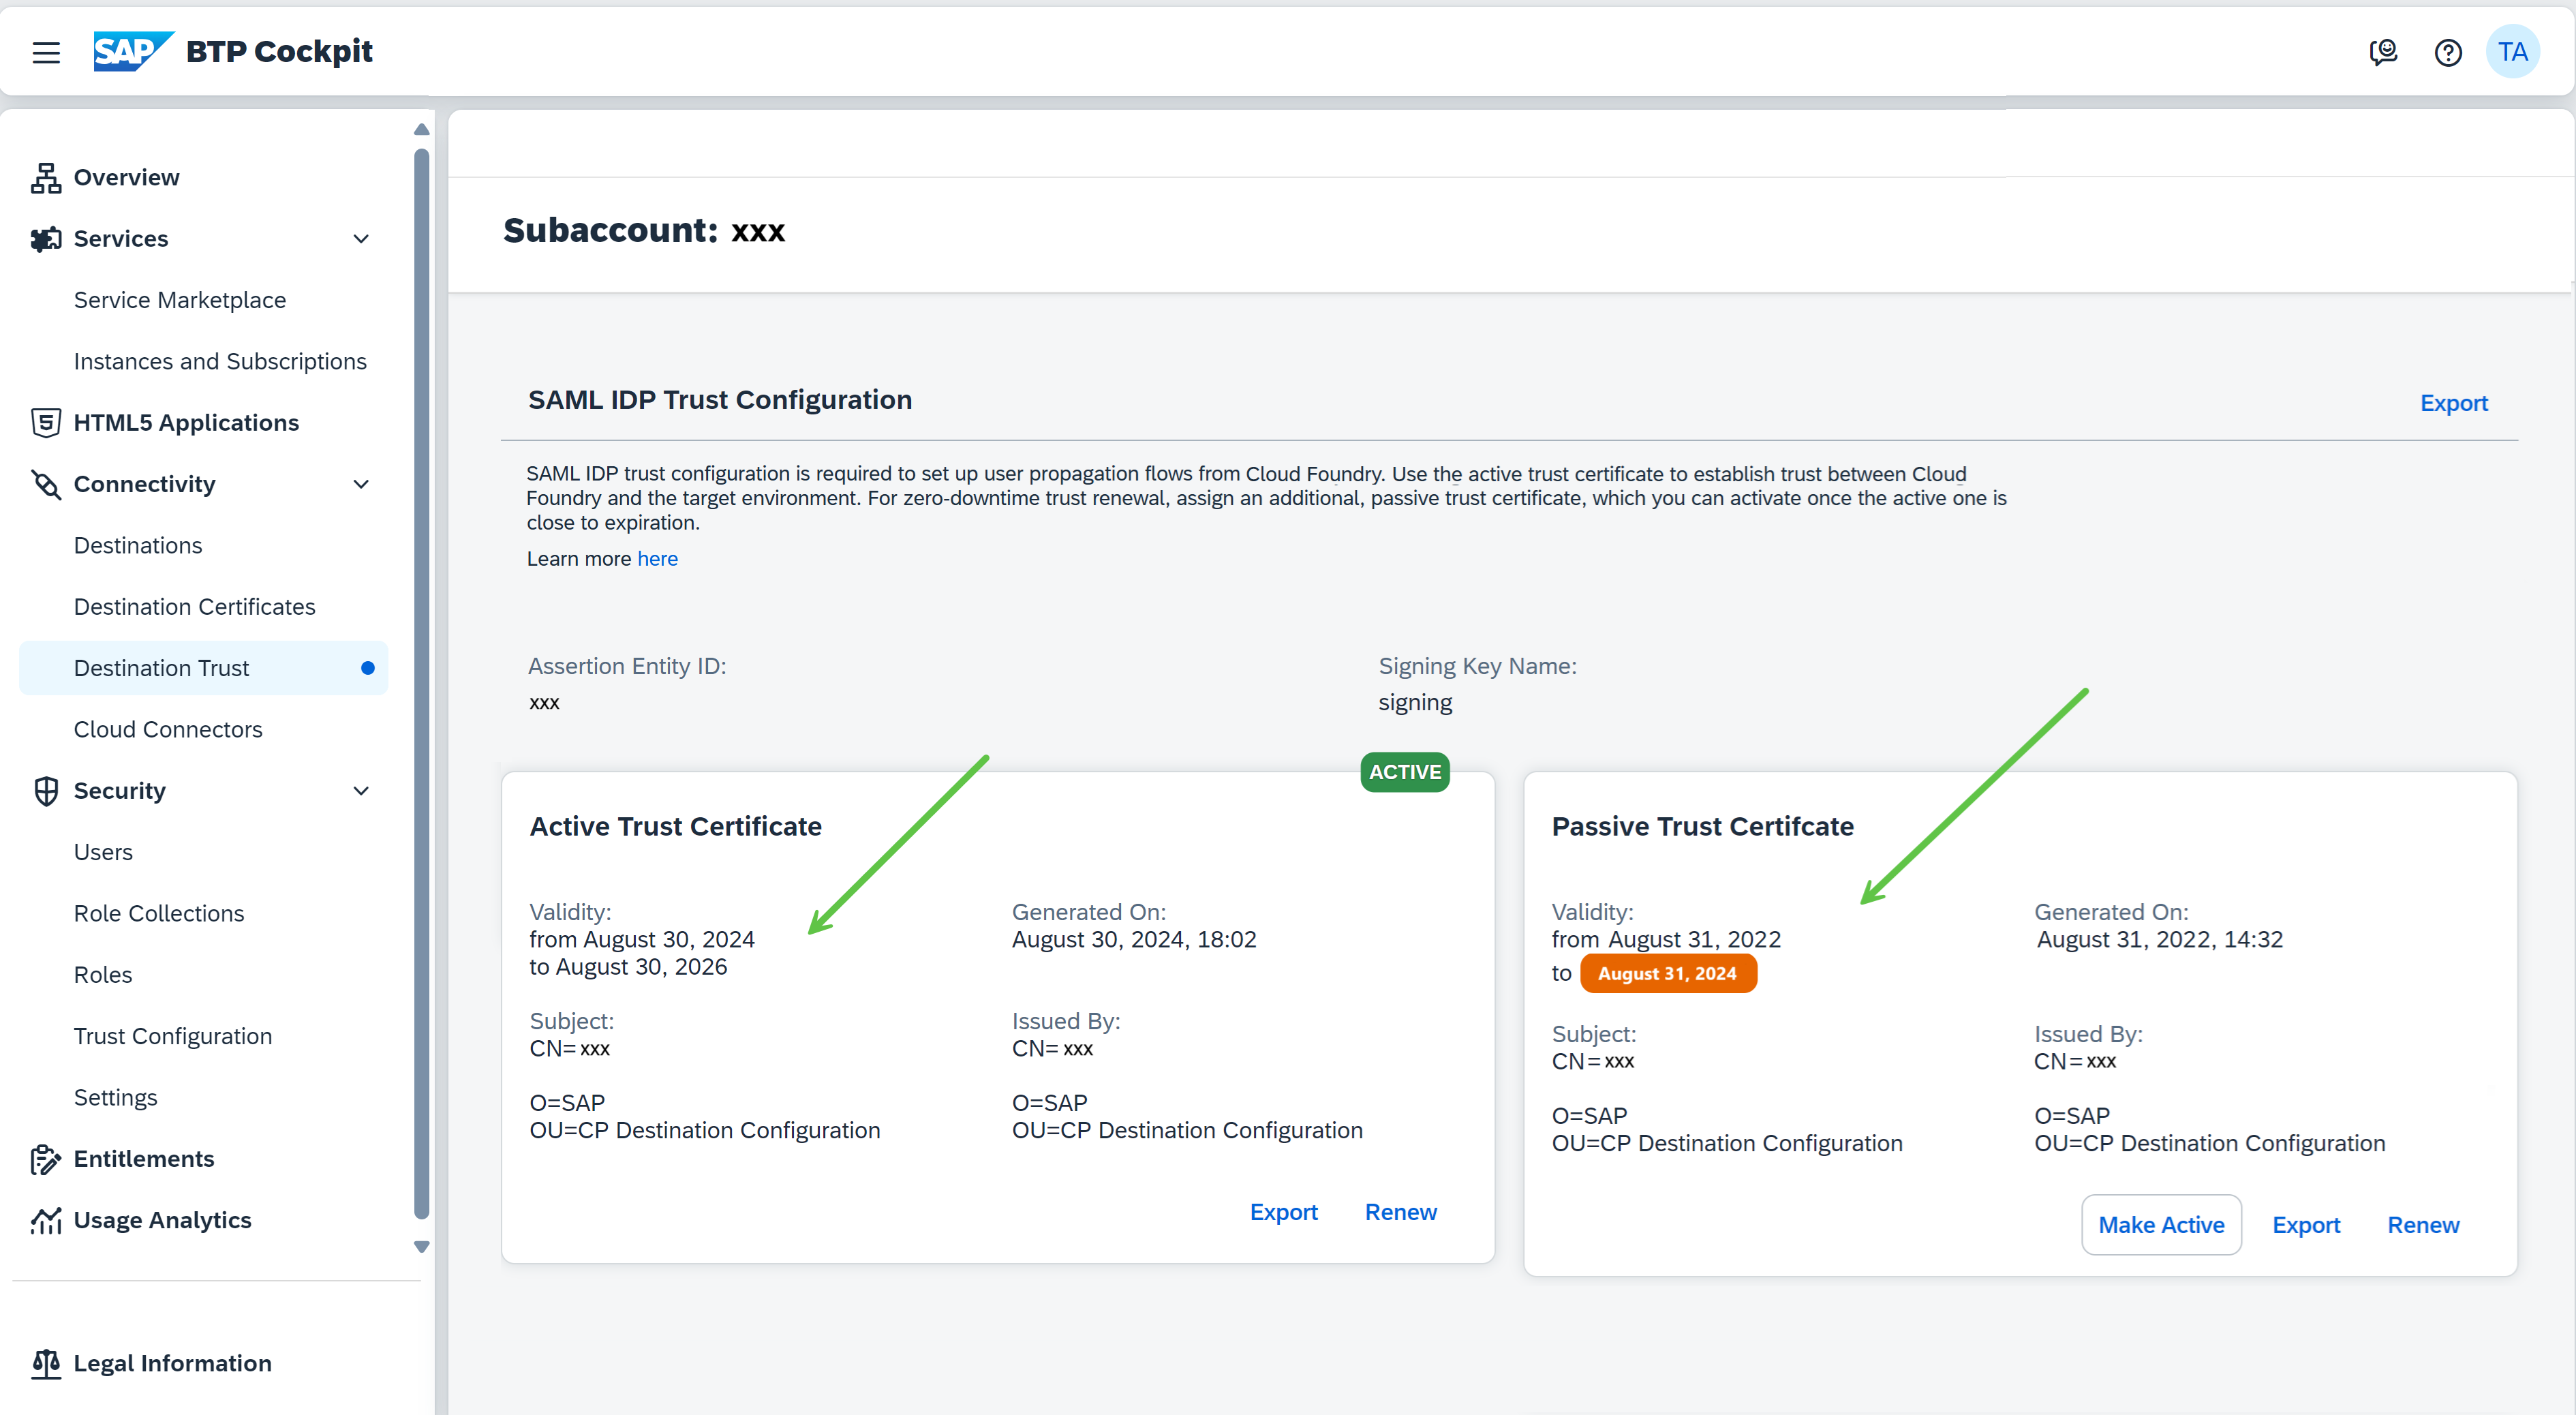 SAP BTP Cockpit
TA
Overview
Services
Service Marketplace
Instances and Subscriptions
HTML5 Applications
Connectivity
Destinations
Destination Certificates
Destination Trust
Cloud Connectors
Security
Users
Role Collections
Roles
Trust Configuration
Settings
Entitlements
Usage Analytics
Legal Information
Subaccount: xxx
SAML IDP Trust Configuration
Export
SAML IDP trust configuration is required to set up user propagation flows from Cloud Foundry. Use the active trust certificate to establish trust between Cloud
Foundry and the target environment. For zero-downtime trust renewal, assign an additional, passive trust certificate, which you can activate once the active one is
close to expiration.
Learn more here
Assertion Entity ID:
xxx
Signing Key Name:
signing
ACTIVE
Active Trust Certificate
Validity:
from August 30, 2024
to August 30, 2026
Generated On:
August 30, 2024, 18:02
Subject:
CN= xxx
O=SAP
OU=CP Destination Configuration
Issued By:
CN= xxx
O=SAP
OU=CP Destination Configuration
Export Renew
Passive Trust Certifcate
Validity:
from August 31, 2022
to August 31, 2024
Generated On:
August 31, 2022, 14:32
Subject:
CN=xxx
O=SAP
OU=CP Destination Configuration
Issued By:
CN=xxx
O=SAP
OU=CP Destination Configuration
Make Active Export Renew